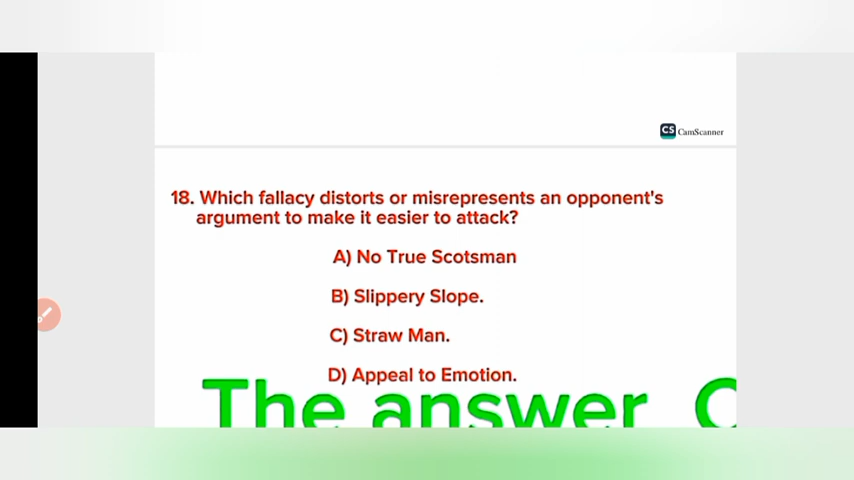 CS CamScanner
18. Which fallacy distorts or misrepresents an opponent's
argument to make it easier to attack?
A) No True Scotsman
B) Slippery Slope.
C) Straw Man.
D) Appeal to Emotion.
The answer C